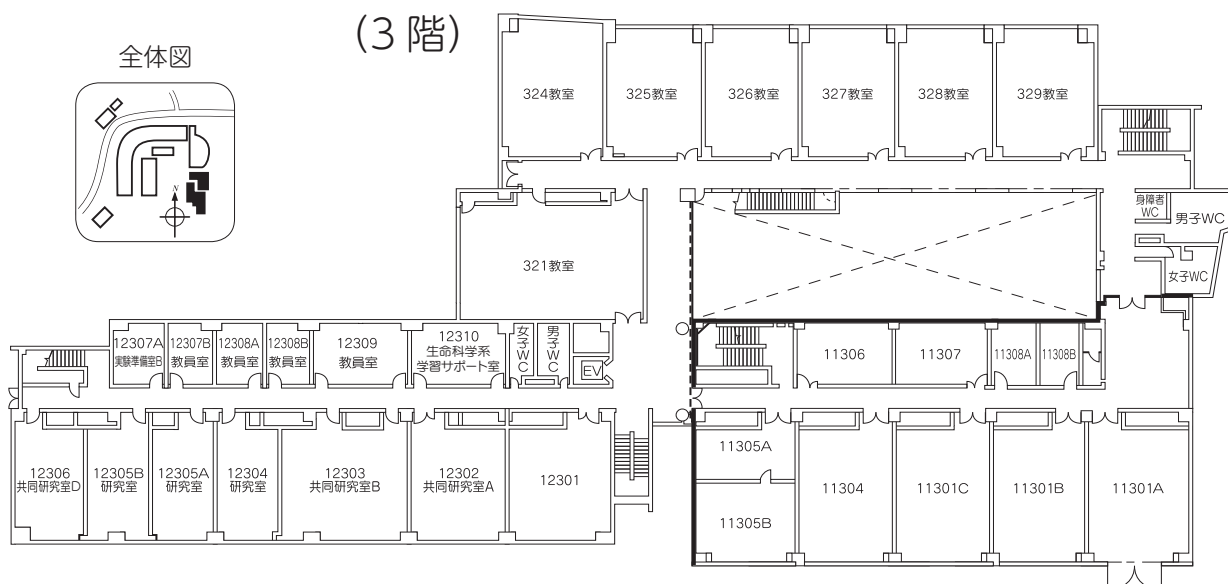 (3 階)
全体図
N
324教室
325教室
326教室
327教室
328教室
329教室
身障者
WC
男子WC
女子WC
321教室
12307A
実験準備室B
12307B
教員室
12308A
教員室
12308B
教員室
12309
教員室
12310
生命科学系
学習サポート室
女子WC
男子WC
EV
11306
11307
11308A
11308B
12306
共同研究室D
12305B
研究室
12305A
研究室
12304
研究室
12303
共同研究室B
12302
共同研究室A
12301
11305A
11305B
11304
11301C
11301B
11301A